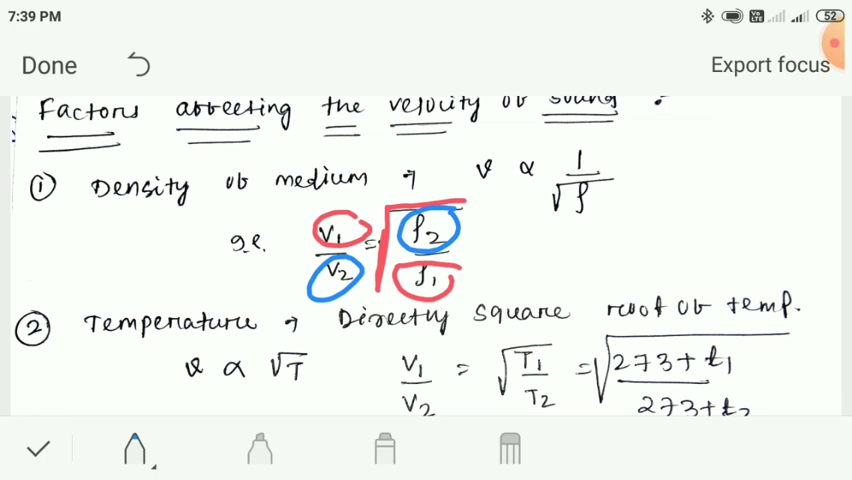 7:39 PM 52
Done Export focus
Factors affecting the velocity of sound :
① Density of medium → v ∝ 1/√ρ
i.e. V₁/V₂ = √ρ₂/ρ₁
② Temperature → Directly square root of temp.
v ∝ √T V₁/V₂ = √T₁/T₂ = √273+t₁/273+t₂